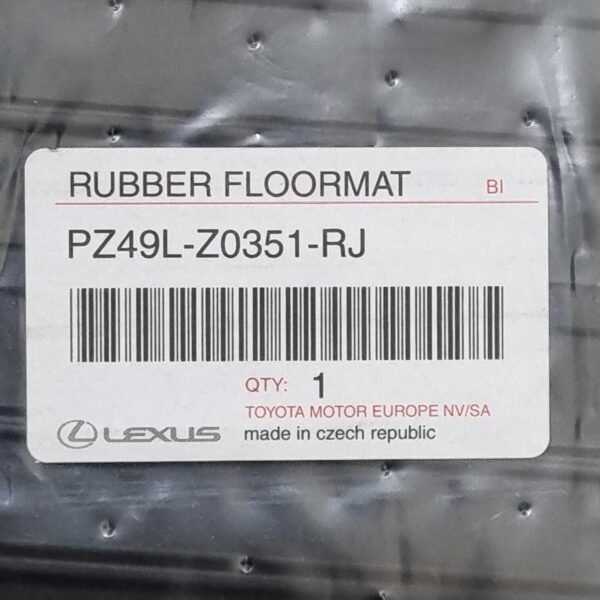 RUBBER FLOORMAT BI
PZ49L-Z0351-RJ
QTY: 1
TOYOTA MOTOR EUROPE NV/SA
LEXUS made in czech republic